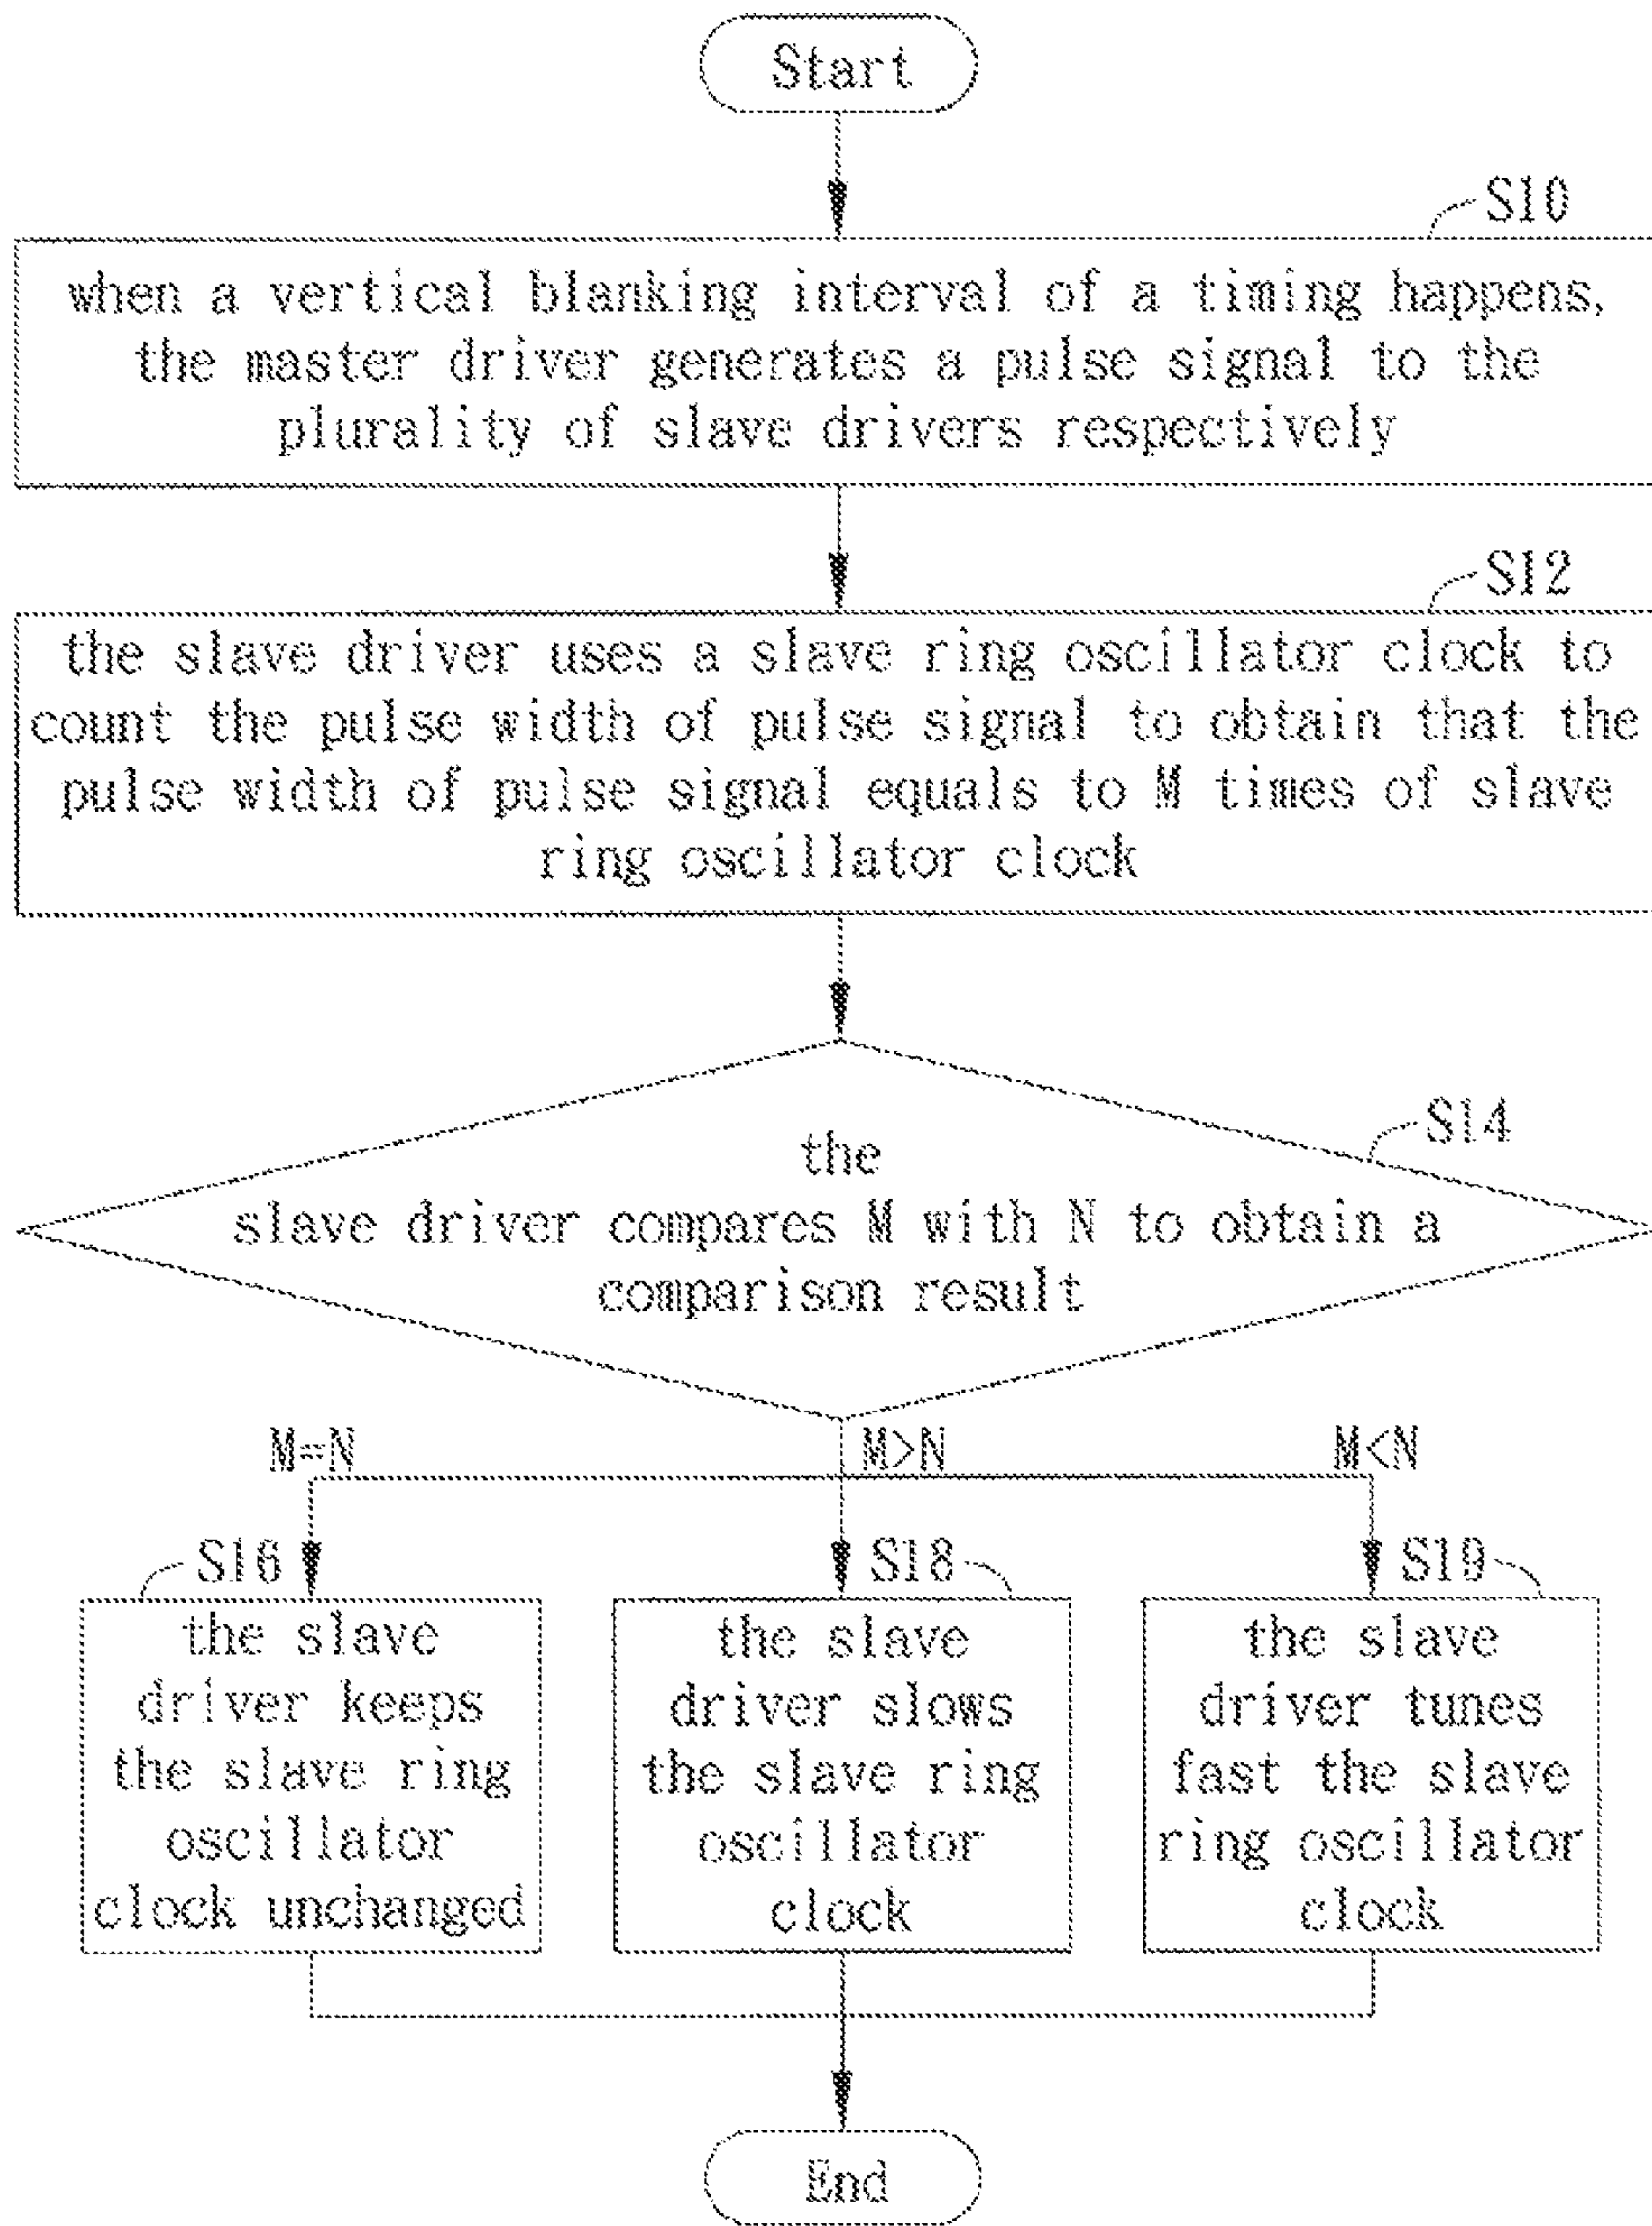 Start
S10
when a vertical blanking interval of a timing happens,
the master driver generates a pulse signal to the
plurality of slave drivers respectively
S12
the slave driver uses a slave ring oscillator clock to
count the pulse width of pulse signal to obtain that the
pulse width of pulse signal equals to M times of slave
ring oscillator clock
S14
the
slave driver compares M with N to obtain a
comparison result
M=N
M>N
M<N
S16
the slave
driver keeps
the slave ring
oscillator
clock unchanged
S18
the slave
driver slows
the slave ring
oscillator
clock
S19
the slave
driver tunes
fast the slave
ring oscillator
clock
End